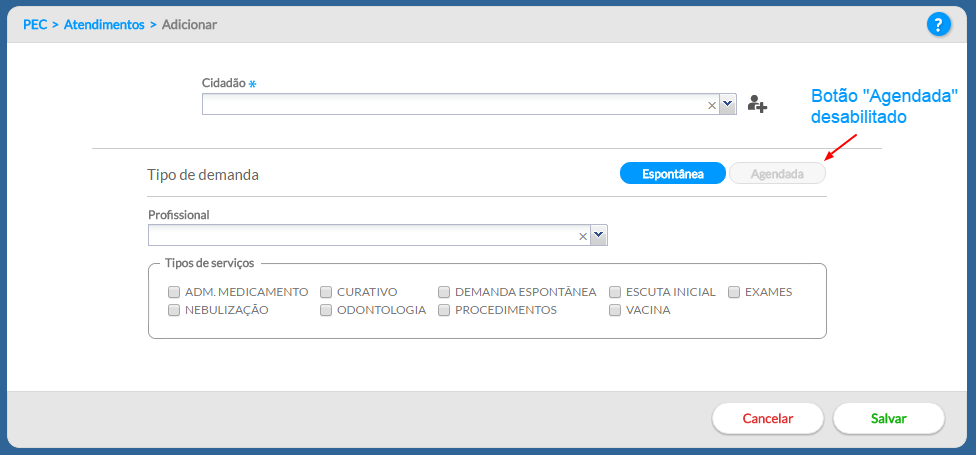 PEC > Atendimentos > Adicionar
?
Cidadão *
Botão "Agendada"
desabilitado
Tipo de demanda
Espontânea
Agendada
Profissional
Tipos de serviços
ADM. MEDICAMENTO CURATIVO DEMANDA ESPONTÂNEA ESCUTA INICIAL EXAMES
NEBULIZAÇÃO ODONTOLOGIA PROCEDIMENTOS VACINA
Cancelar
Salvar